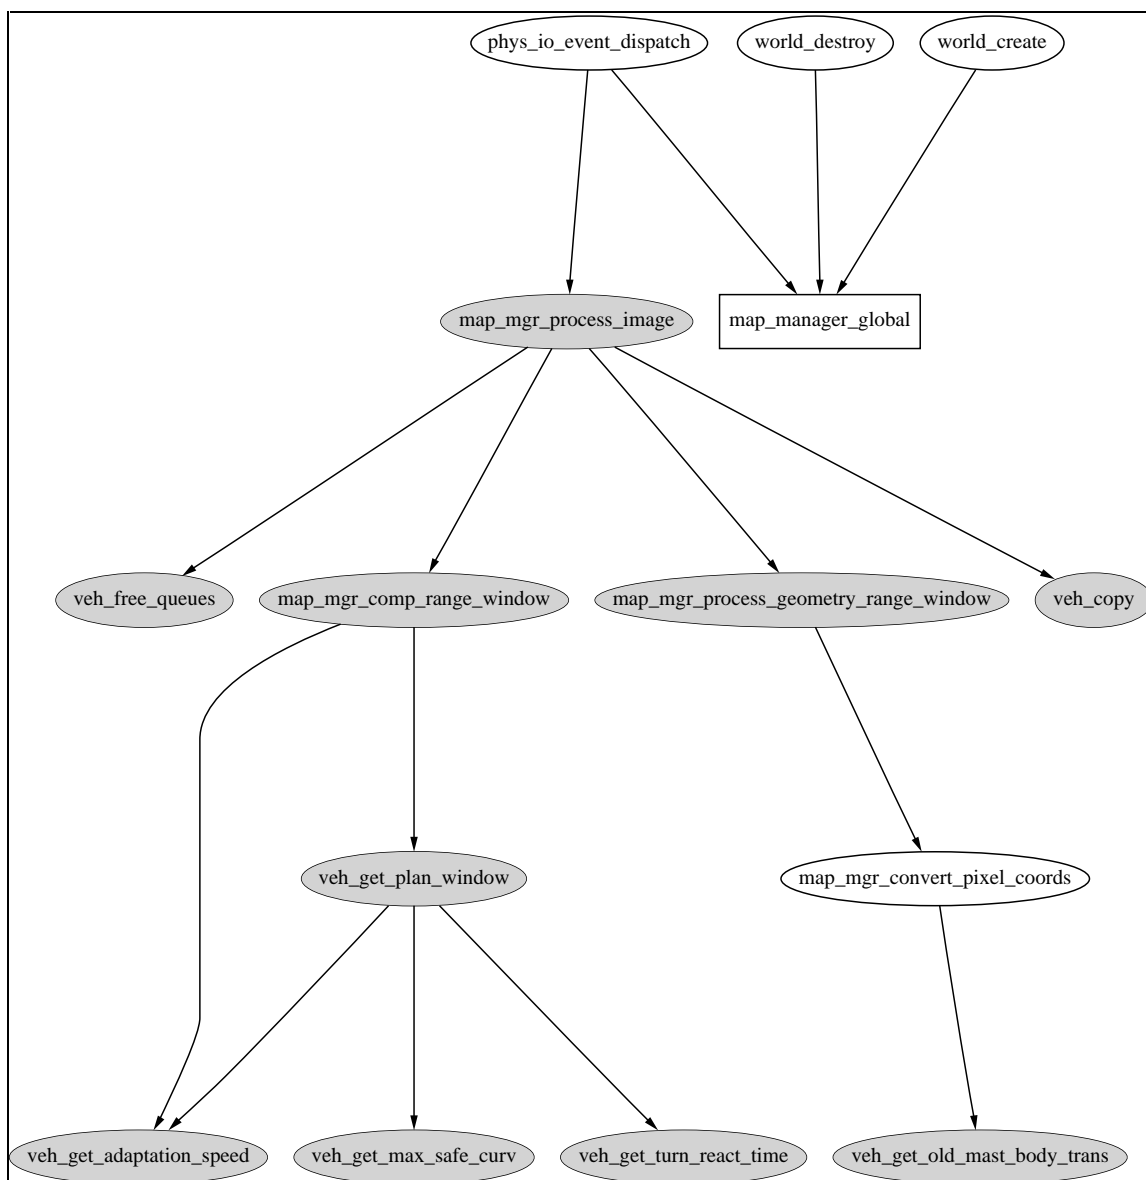 phys_io_event_dispatch
world_destroy
world_create
map_mgr_process_image
map_manager_global
veh_free_queues
map_mgr_comp_range_window
map_mgr_process_geometry_range_window
veh_copy
veh_get_plan_window
map_mgr_convert_pixel_coords
veh_get_adaptation_speed
veh_get_max_safe_curv
veh_get_turn_react_time
veh_get_old_mast_body_trans